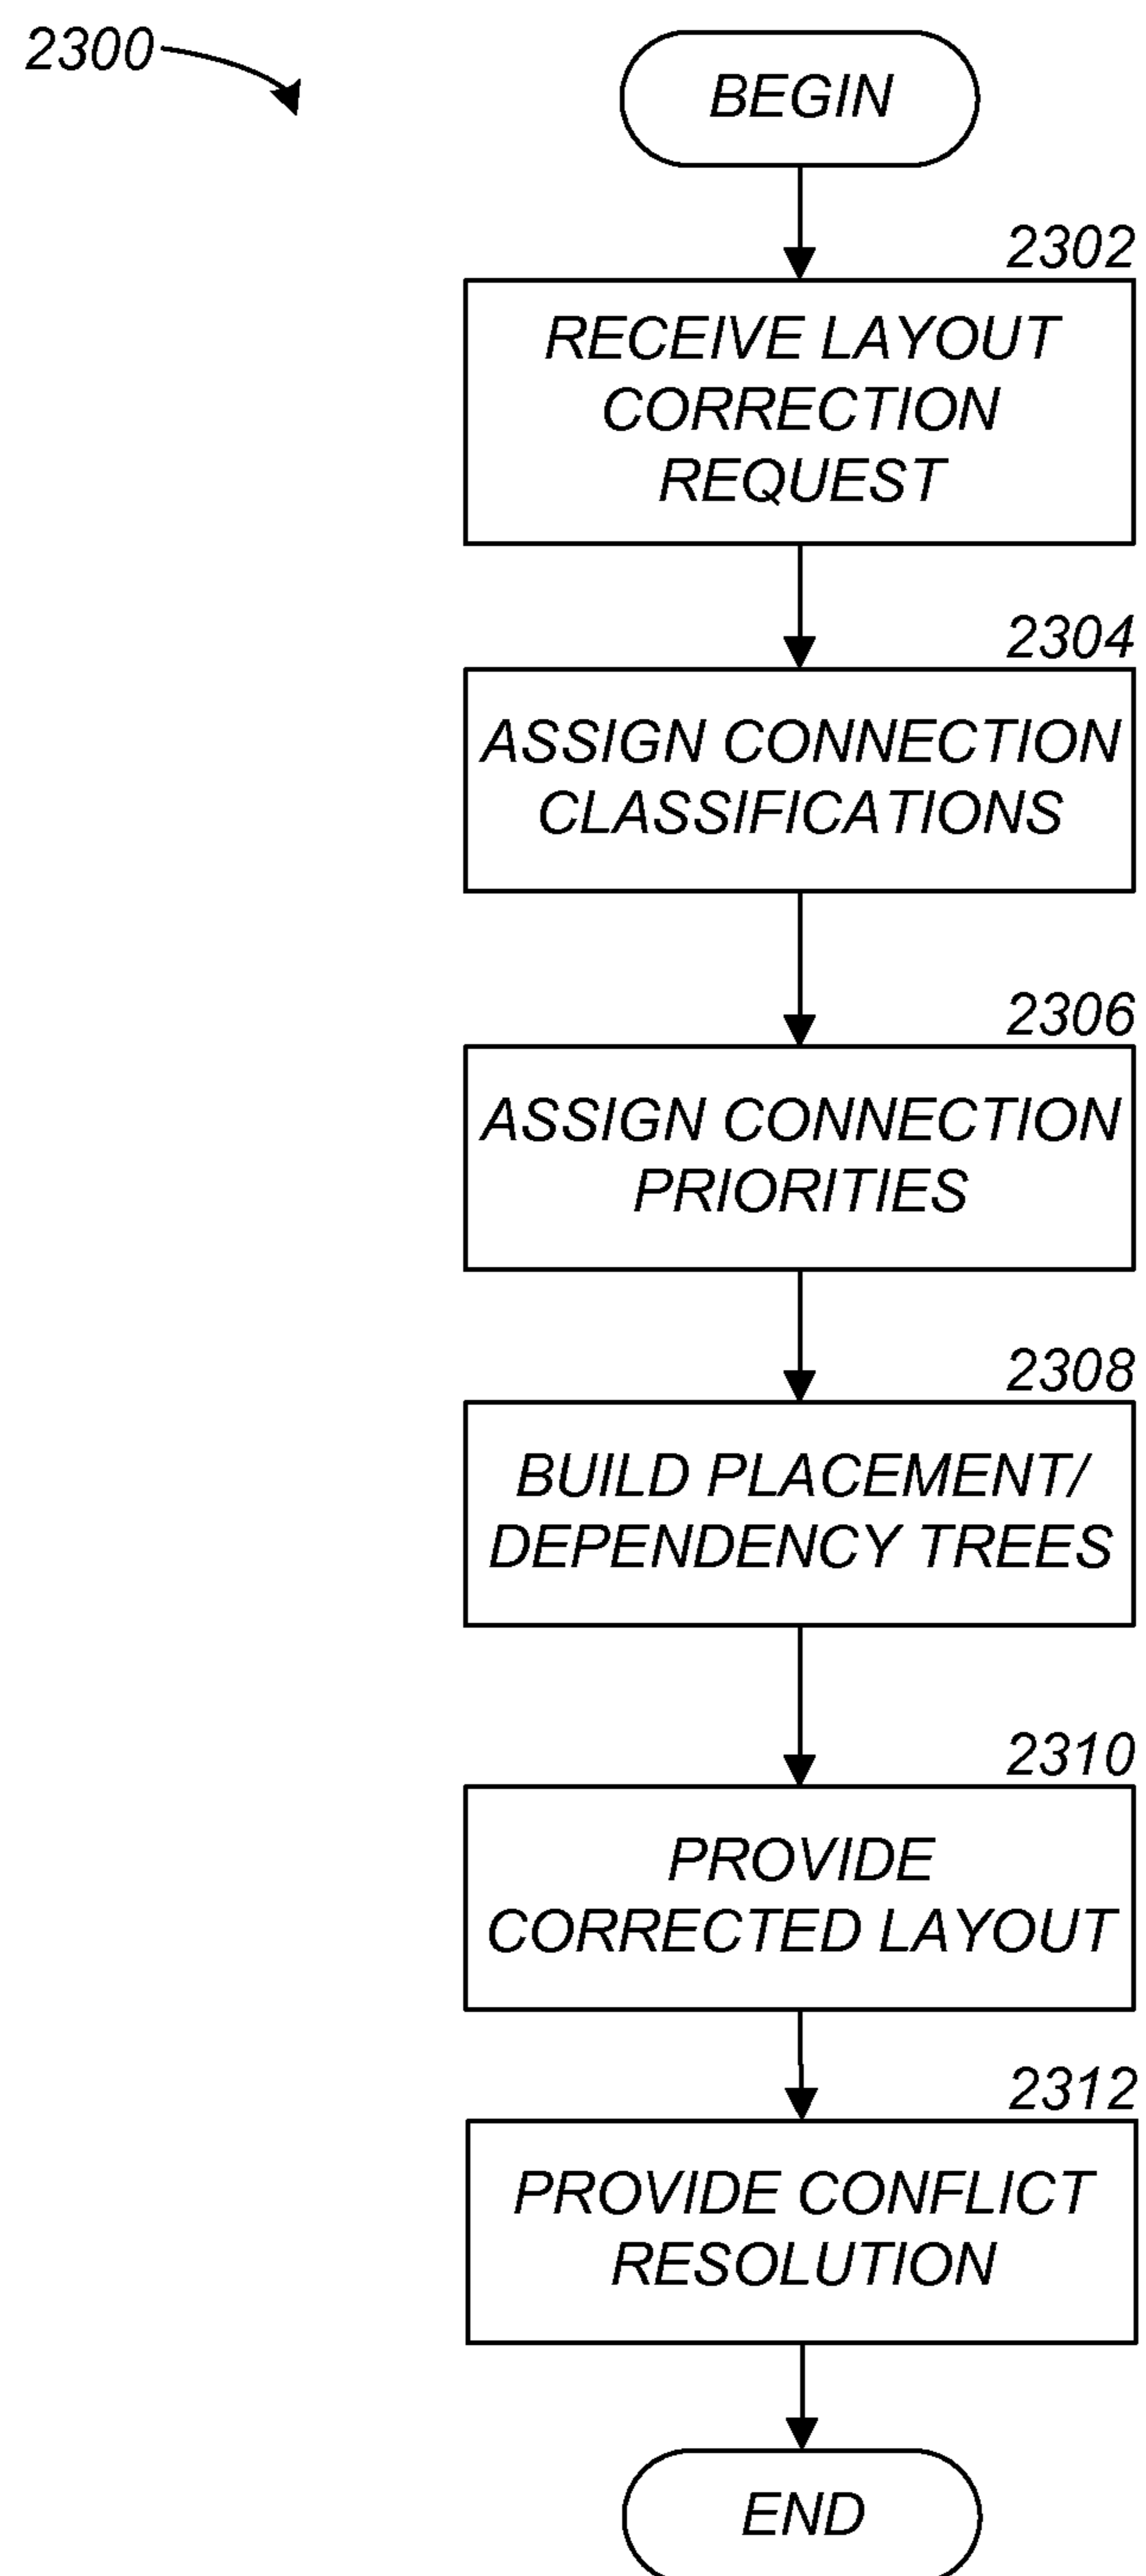 2300
BEGIN
2302
RECEIVE LAYOUT
CORRECTION
REQUEST
2304
ASSIGN CONNECTION
CLASSIFICATIONS
2306
ASSIGN CONNECTION
PRIORITIES
2308
BUILD PLACEMENT/
DEPENDENCY TREES
2310
PROVIDE
CORRECTED LAYOUT
2312
PROVIDE CONFLICT
RESOLUTION
END